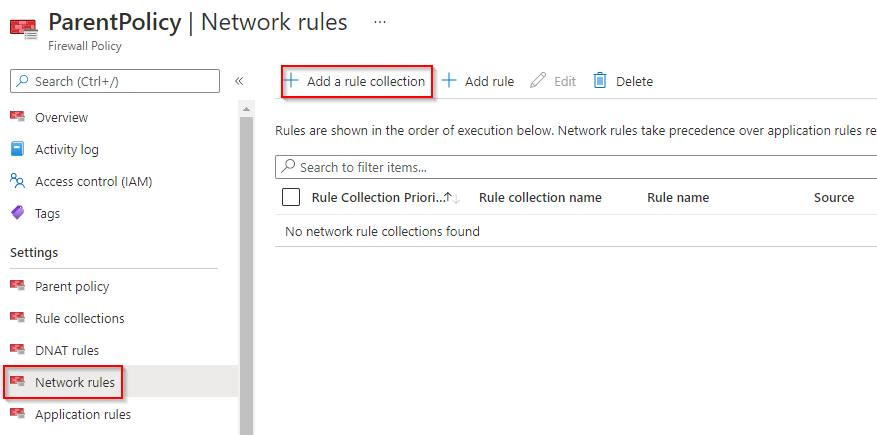 ParentPolicy | Network rules ...
Firewall Policy
Search (Ctrl+/) «
Add a rule collection Add rule Edit Delete
Overview
Activity log
Access control (IAM)
Tags
Settings
Parent policy
Rule collections
DNAT rules
Network rules
Application rules
Rules are shown in the order of execution below. Network rules take precedence over application rules re
Search to filter items...
Rule Collection Priori... Rule collection name Rule name Source
No network rule collections found